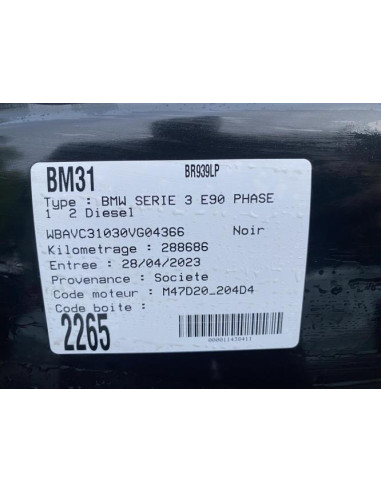 BM31 BR939LP
Type : BMW SERIE 3 E90 PHASE
1 2 Diesel
WBAVC31030VG04366 Noir
Kilometrage : 288686
Entree : 28/04/2023
Provenance : Societe
Code moteur : M47D20_204D4
Code boite :
2265
000011439411